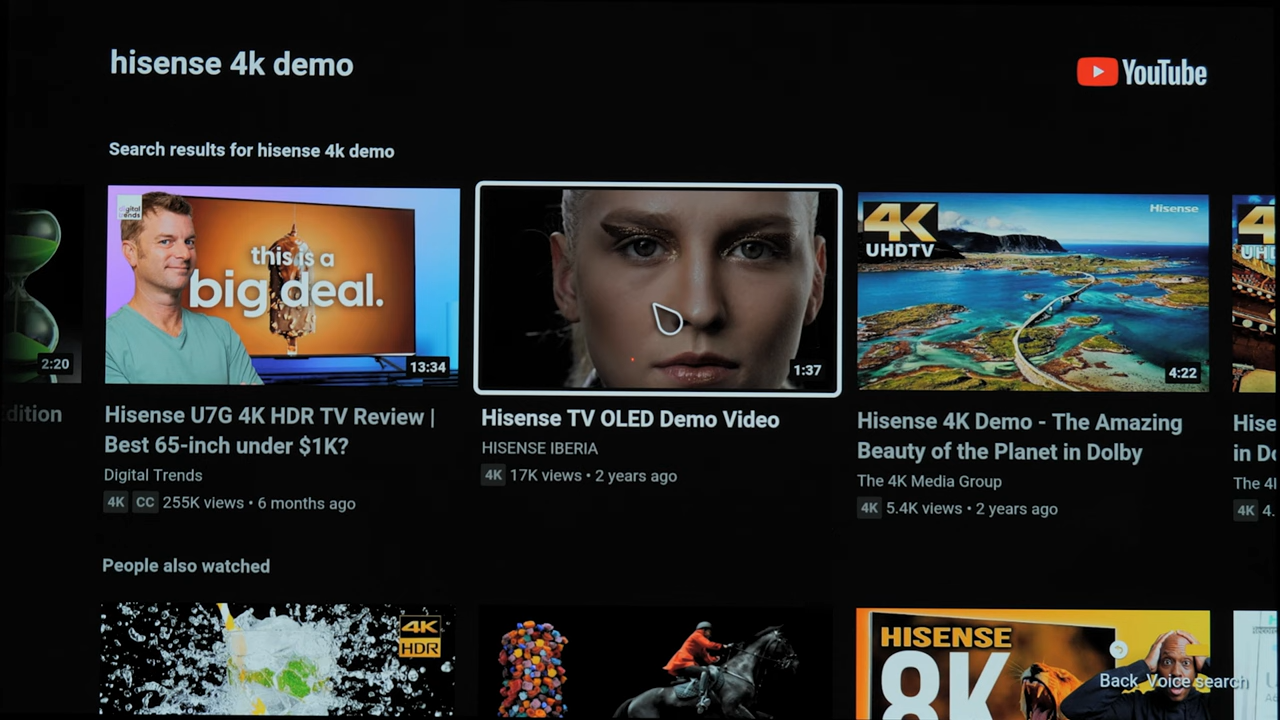 hisense 4k demo
YouTube
Search results for hisense 4k demo
digital trends
this is a
big deal.
13:34
2:20
1:37
4K
UHDTV
Hisense
4:22
4
UHD
dition
Hisense U7G 4K HDR TV Review |
Best 65-inch under $1K?
Digital Trends
4K CC 255K views • 6 months ago
Hisense TV OLED Demo Video
HISENSE IBERIA
4K 17K views • 2 years ago
Hisense 4K Demo - The Amazing
Beauty of the Planet in Dolby
The 4K Media Group
4K 5.4K views • 2 years ago
Hise
in Do
The 4
4K 4.
People also watched
4K
HDR
HISENSE
8K
Back Voice search